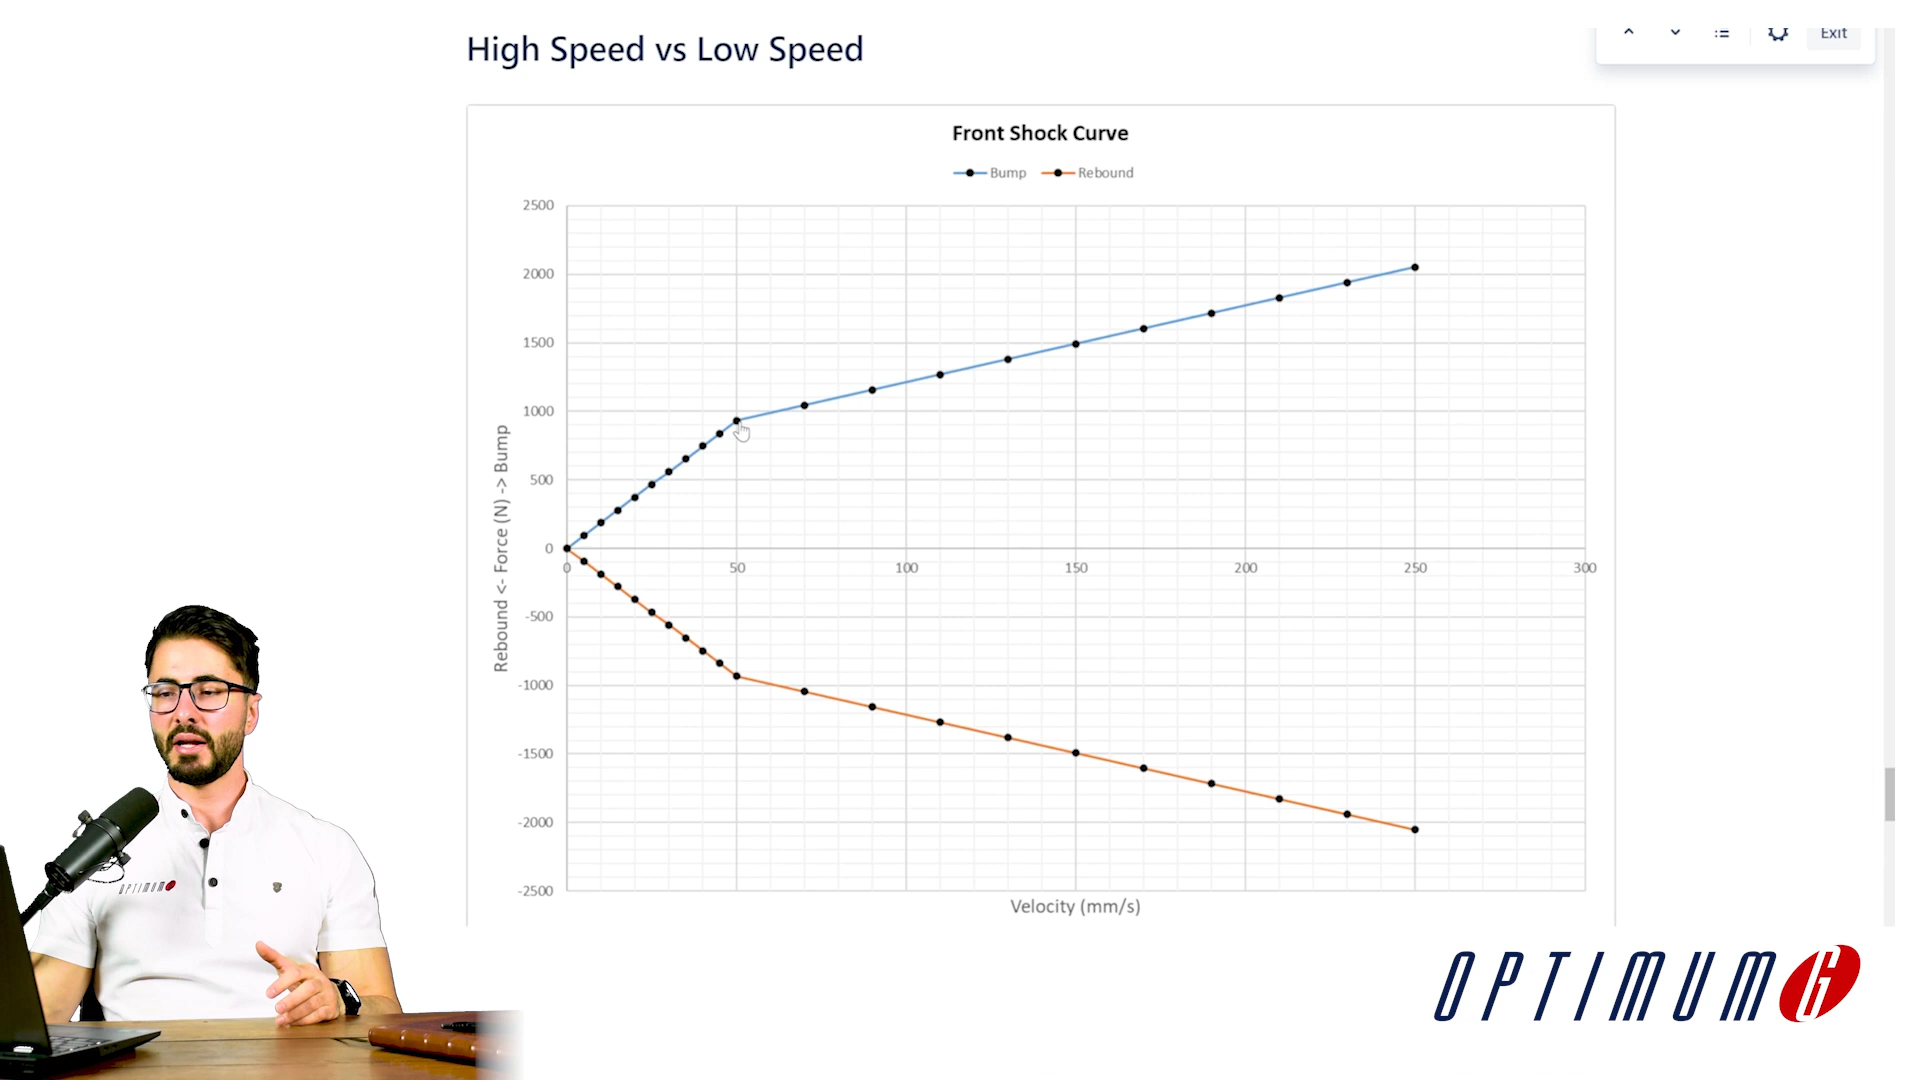 High Speed vs Low Speed
Exit
Front Shock Curve
Bump
Rebound
2500
2000
1500
1000
500
0
-500
-1000
-1500
-2000
-2500
0
50
100
150
200
250
300
Rebound <- Force (N) -> Bump
Velocity (mm/s)
OPTIMUM
OPTIMUM G